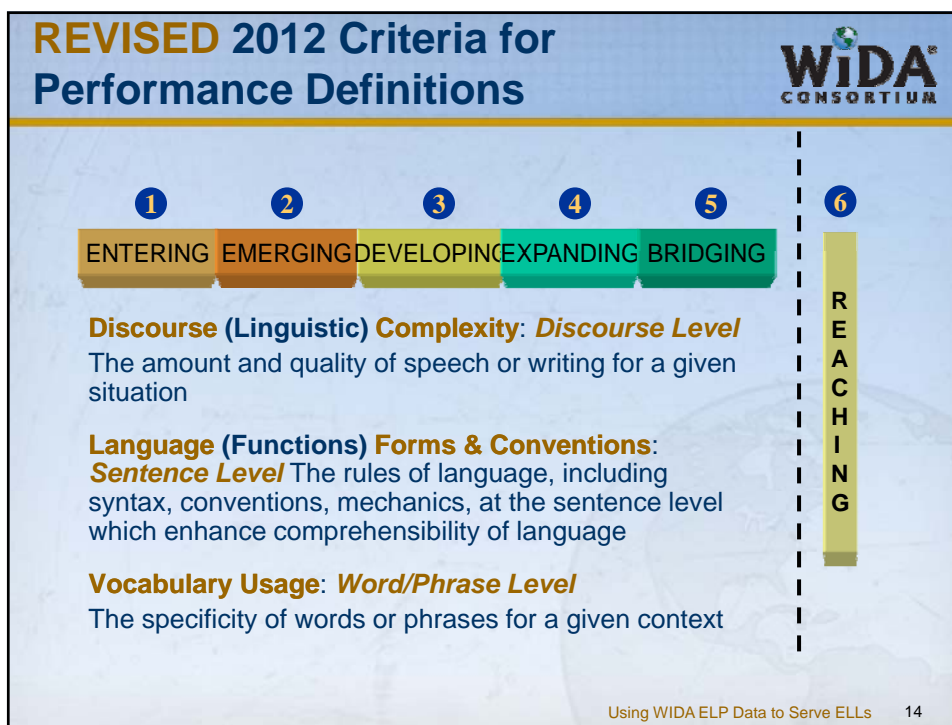 REVISED 2012 Criteria for
Performance Definitions
WiDA®
CONSORTIUM
1 2 3 4 5 6
ENTERING EMERGING DEVELOPING EXPANDING BRIDGING
REACHING
Discourse (Linguistic) Complexity: Discourse Level
The amount and quality of speech or writing for a given
situation
Language (Functions) Forms & Conventions:
Sentence Level The rules of language, including
syntax, conventions, mechanics, at the sentence level
which enhance comprehensibility of language
Vocabulary Usage: Word/Phrase Level
The specificity of words or phrases for a given context
Using WIDA ELP Data to Serve ELLs 14